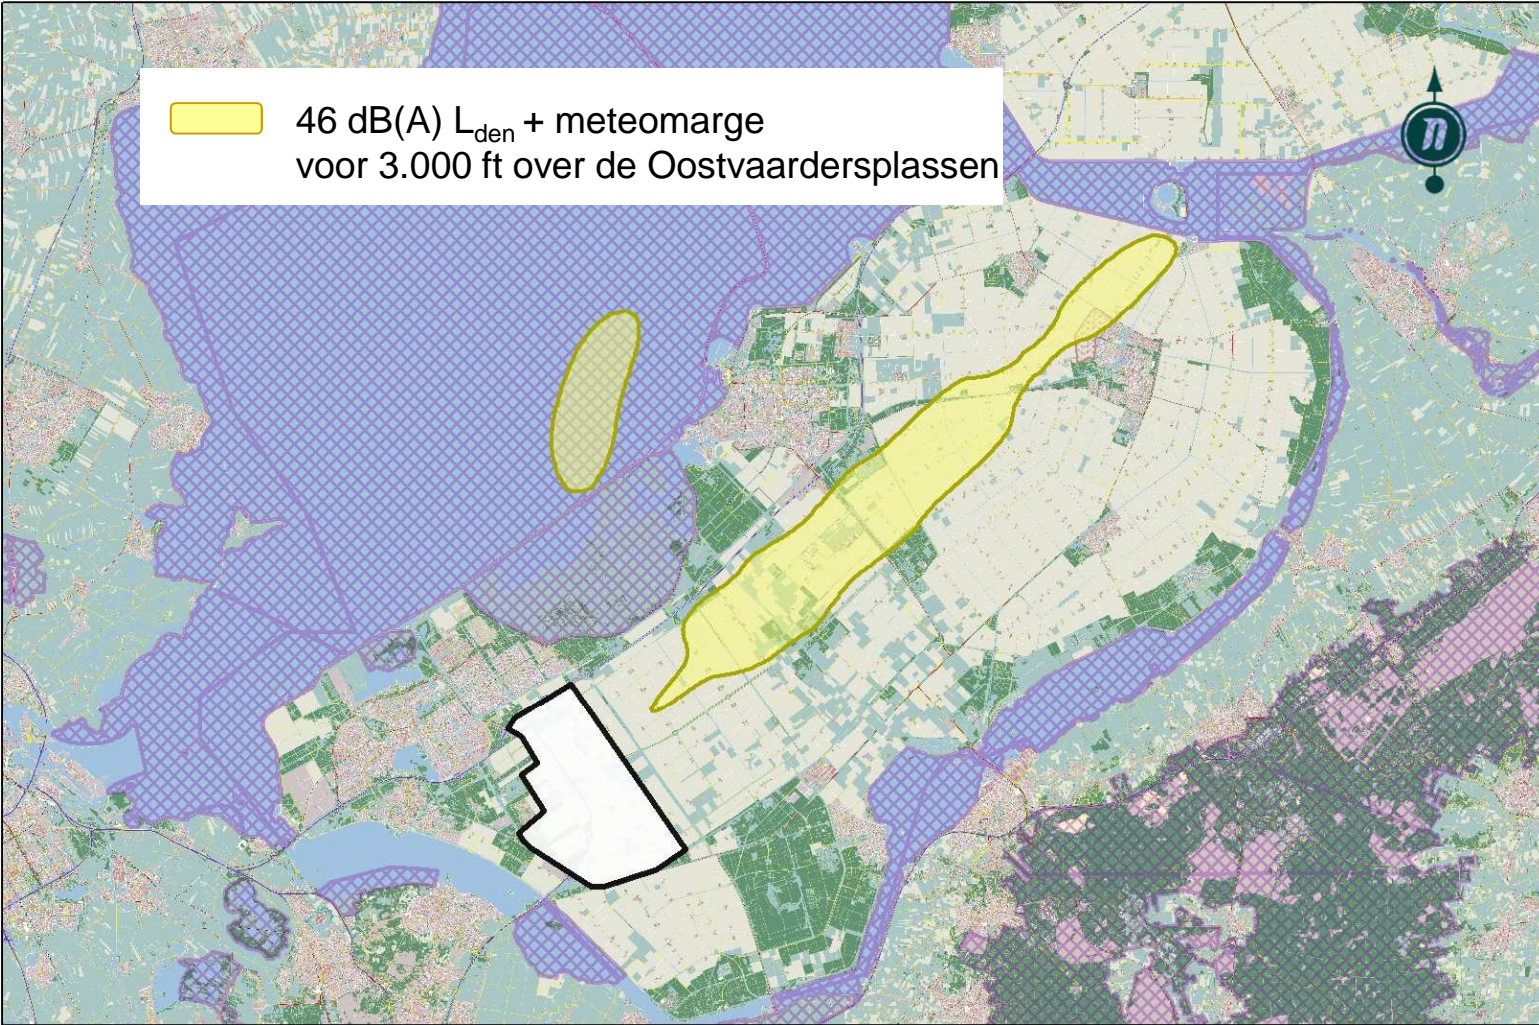 46 dB(A) Lden + meteomarge
voor 3.000 ft over de Oostvaardersplassen